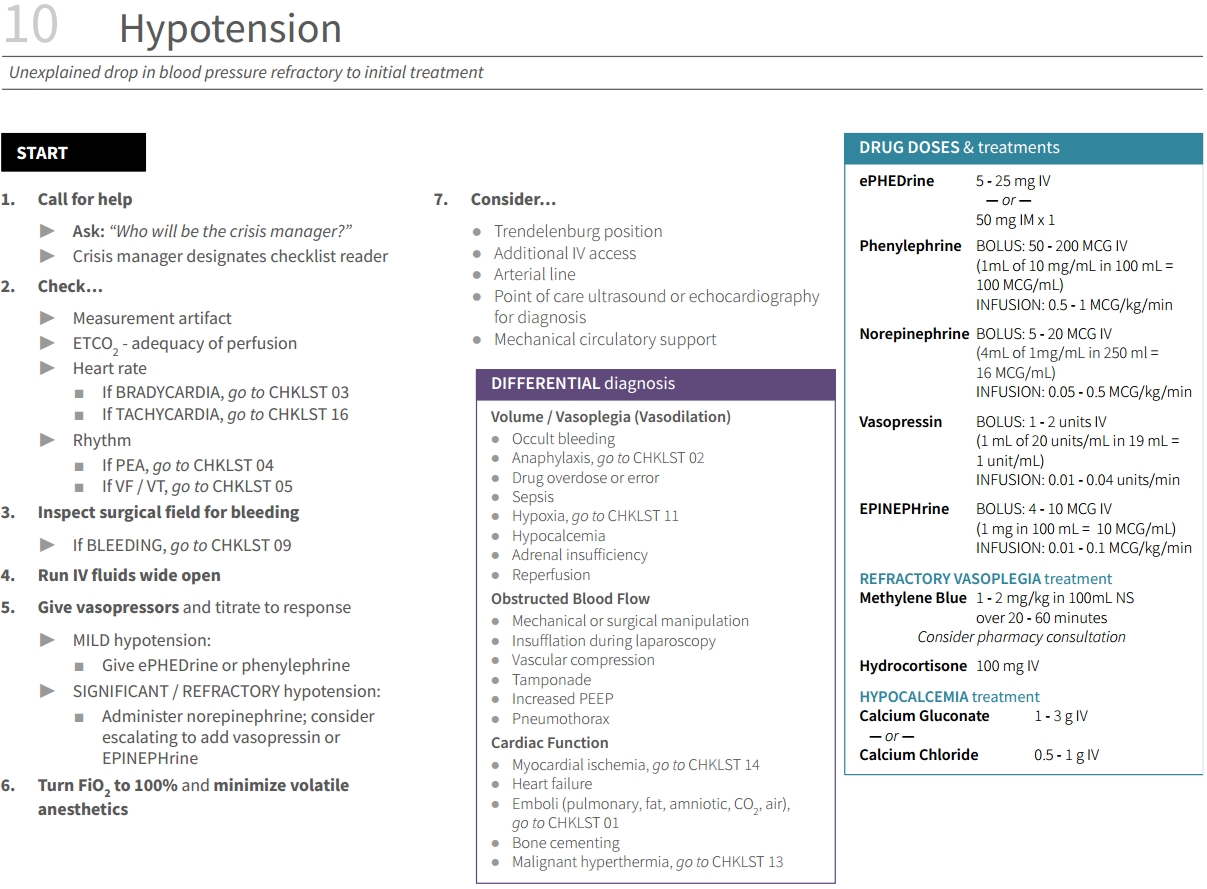 10 Hypotension
Unexplained drop in blood pressure refractory to initial treatment
START
1. Call for help
▶ Ask: “Who will be the crisis manager?”
▶ Crisis manager designates checklist reader
2. Check…
▶ Measurement artifact
▶ ETCO2 - adequacy of perfusion
▶ Heart rate
■ If BRADYCARDIA, go to CHKLST 03
■ If TACHYCARDIA, go to CHKLST 16
▶ Rhythm
■ If PEA, go to CHKLST 04
■ If VF / VT, go to CHKLST 05
3. Inspect surgical field for bleeding
▶ If BLEEDING, go to CHKLST 09
4. Run IV fluids wide open
5. Give vasopressors and titrate to response
▶ MILD hypotension:
■ Give ePHEDrine or phenylephrine
▶ SIGNIFICANT / REFRACTORY hypotension:
■ Administer norepinephrine; consider
escalating to add vasopressin or
EPINEPHrine
6. Turn FiO2 to 100% and minimize volatile
anesthetics
7. Consider…
● Trendelenburg position
● Additional IV access
● Arterial line
● Point of care ultrasound or echocardiography
for diagnosis
● Mechanical circulatory support
DIFFERENTIAL diagnosis
Volume / Vasoplegia (Vasodilation)
● Occult bleeding
● Anaphylaxis, go to CHKLST 02
● Drug overdose or error
● Sepsis
● Hypoxia, go to CHKLST 11
● Hypocalcemia
● Adrenal insufficiency
● Reperfusion
Obstructed Blood Flow
● Mechanical or surgical manipulation
● Insufflation during laparoscopy
● Vascular compression
● Tamponade
● Increased PEEP
● Pneumothorax
Cardiac Function
● Myocardial ischemia, go to CHKLST 14
● Heart failure
● Emboli (pulmonary, fat, amniotic, CO2, air),
go to CHKLST 01
● Bone cementing
● Malignant hyperthermia, go to CHKLST 13
DRUG DOSES & treatments
ePHEDrine 5 - 25 mg IV
— or —
50 mg IM x 1
Phenylephrine BOLUS: 50 - 200 MCG IV
(1mL of 10 mg/mL in 100 mL =
100 MCG/mL)
INFUSION: 0.5 - 1 MCG/kg/min
Norepinephrine BOLUS: 5 - 20 MCG IV
(4mL of 1mg/mL in 250 ml =
16 MCG/mL)
INFUSION: 0.05 - 0.5 MCG/kg/min
Vasopressin BOLUS: 1 - 2 units IV
(1 mL of 20 units/mL in 19 mL =
1 unit/mL)
INFUSION: 0.01 - 0.04 units/min
EPINEPHrine BOLUS: 4 - 10 MCG IV
(1 mg in 100 mL = 10 MCG/mL)
INFUSION: 0.01 - 0.1 MCG/kg/min
REFRACTORY VASOPLEGIA treatment
Methylene Blue 1 - 2 mg/kg in 100mL NS
over 20 - 60 minutes
Consider pharmacy consultation
Hydrocortisone 100 mg IV
HYPOCALCEMIA treatment
Calcium Gluconate 1 - 3 g IV
— or —
Calcium Chloride 0.5 - 1 g IV